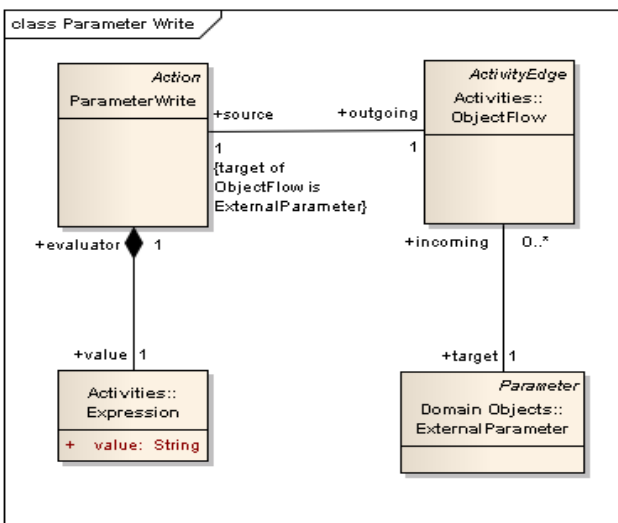 class Parameter Write
Action
ParameterWrite
ActivityEdge
Activities::
ObjectFlow
+source
+outgoing
1
1
{target of
ObjectFlow is
ExternalParameter}
+evaluator
1
+incoming
0..*
+value
1
+target
1
Activities::
Expression
+ value: String
Parameter
Domain Objects::
ExternalParameter